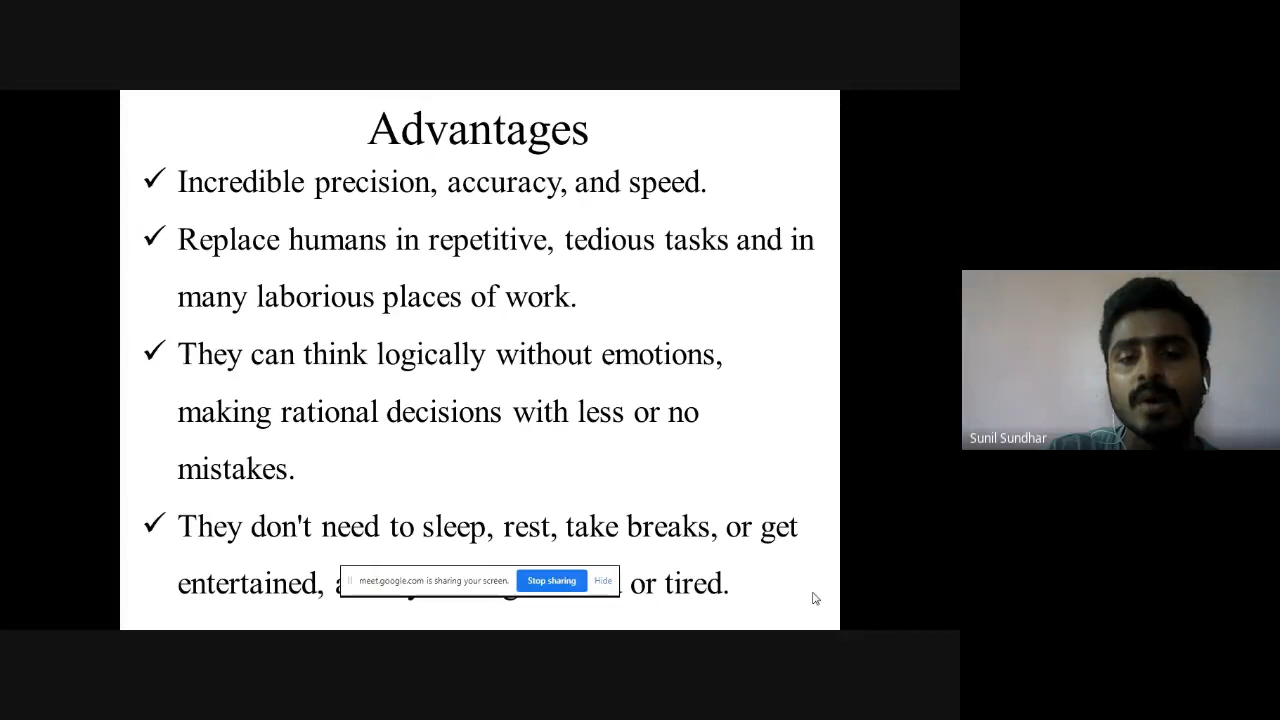 Advantages
✓ Incredible precision, accuracy, and speed.
✓ Replace humans in repetitive, tedious tasks and in
many laborious places of work.
✓ They can think logically without emotions,
making rational decisions with less or no
mistakes.
✓ They don't need to sleep, rest, take breaks, or get
entertained, or tired.
meet.google.com is sharing your screen. Stop sharing Hide
Sunil Sundhar